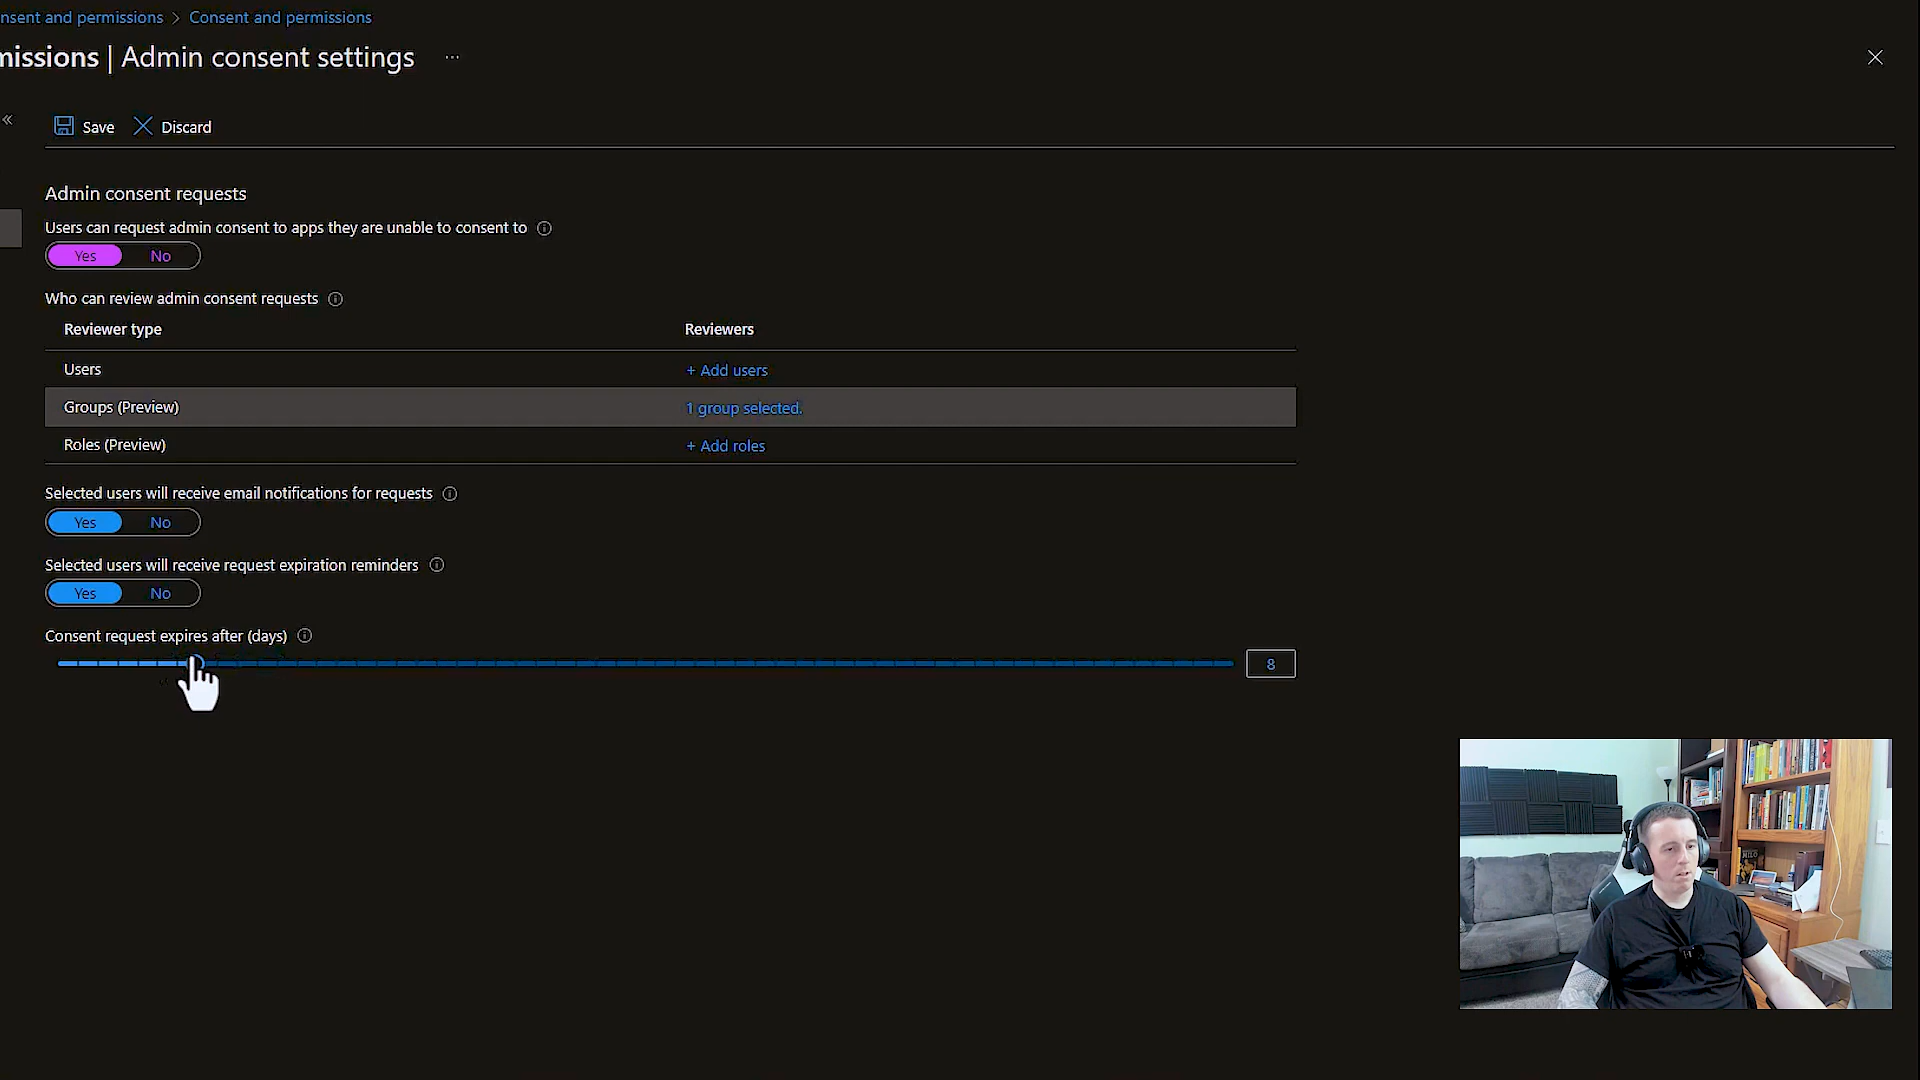 nsent and permissions > Consent and permissions
missions | Admin consent settings ...
Save Discard
Admin consent requests
Users can request admin consent to apps they are unable to consent to
Yes No
Who can review admin consent requests
Reviewer type Reviewers
Users + Add users
Groups (Preview) 1 group selected.
Roles (Preview) + Add roles
Selected users will receive email notifications for requests
Yes No
Selected users will receive request expiration reminders
Yes No
Consent request expires after (days)
8